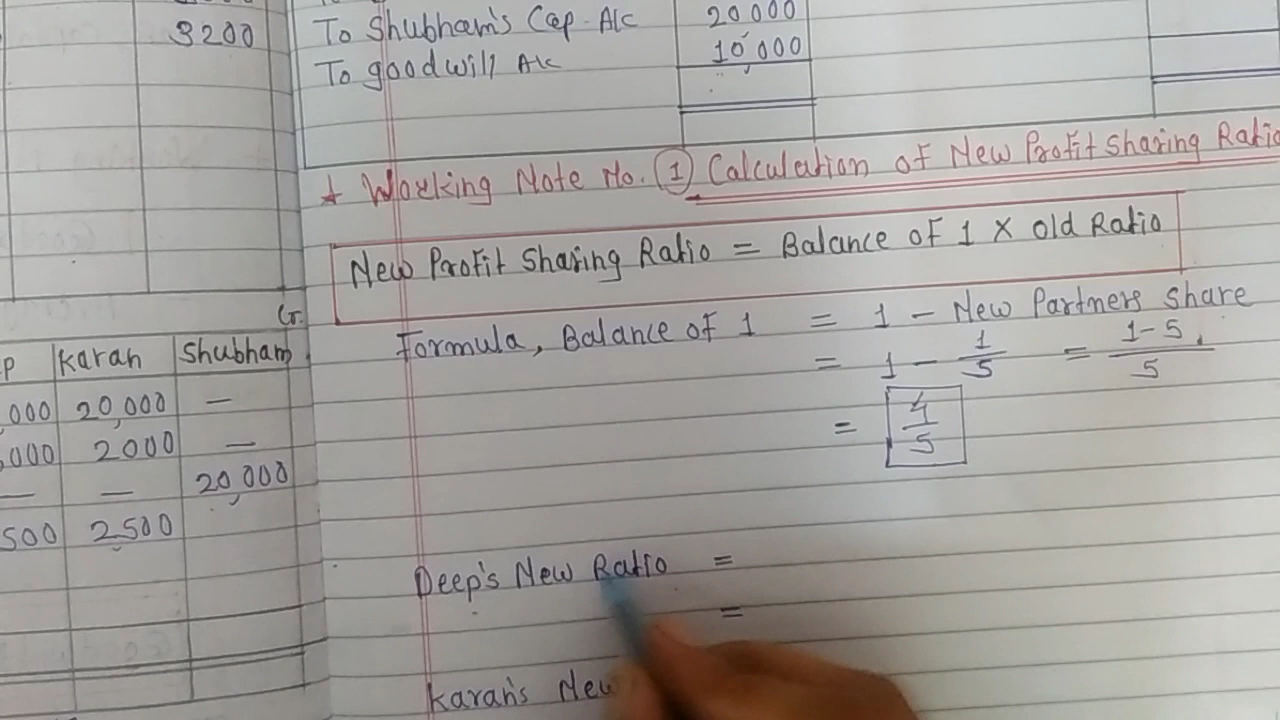 3200
Cr.
P Karan Shubham
,000 20,000 —
,000 2000 —
— — 20,000
500 2500
To Shubham's Cap. A/c 20000
To goodwill A/c 10,000
Working Note No. 1 Calculation of New Profit Sharing Ratio
New Profit Sharing Ratio = Balance of 1 X old Ratio
Formula, Balance of 1 = 1 - New Partners share
= 1 - 1/5 = 1-5/5
= 4/5
Deep's New Ratio =
=
Karan's New